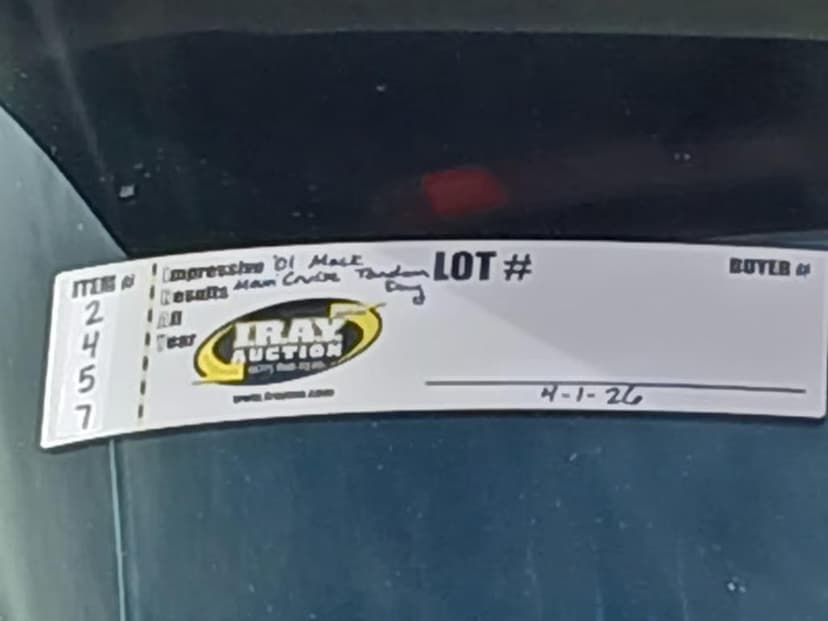 ITEM #
2
4
5
7
Impressive '01 Mack
Results Maxi Cruise Tandem
All Day
Year
IRAY
AUCTION
LOT #
BUYER #
4-1-26